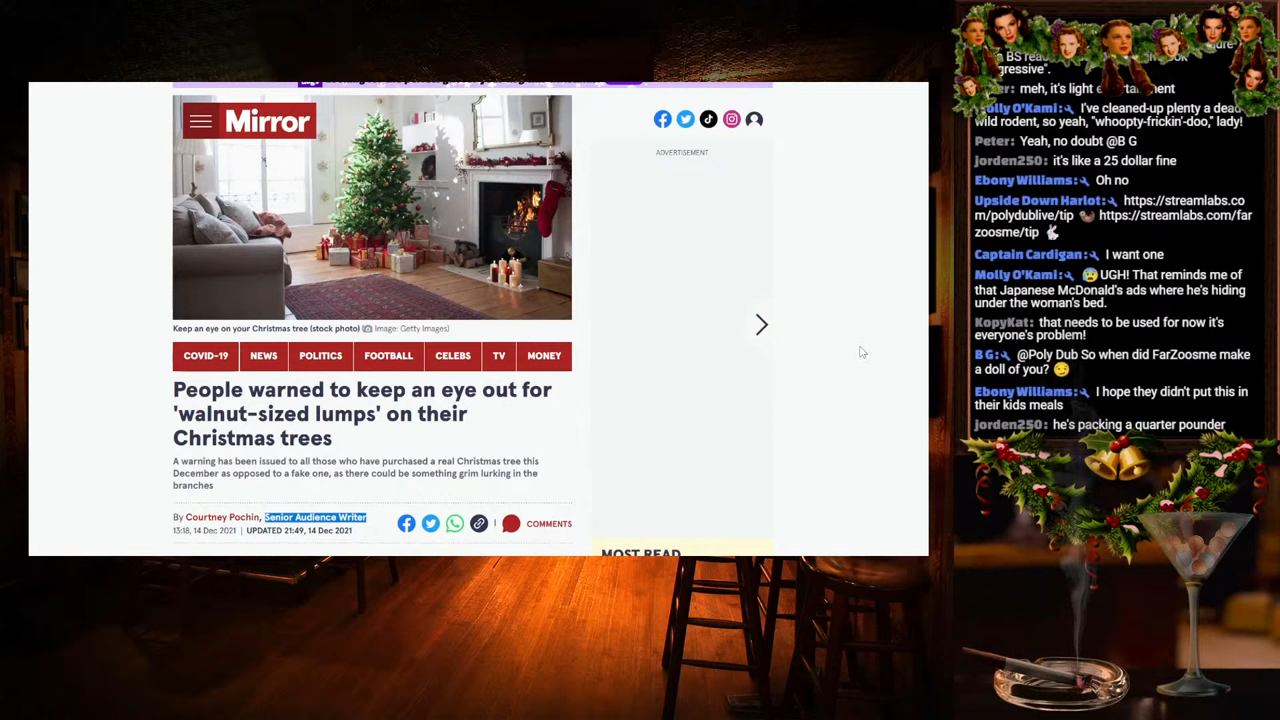 Mirror
ADVERTISEMENT
Keep an eye on your Christmas tree (stock photo) Image: Getty Images)
COVID-19 NEWS POLITICS FOOTBALL CELEBS TV MONEY
People warned to keep an eye out for
'walnut-sized lumps' on their
Christmas trees
A warning has been issued to all those who have purchased a real Christmas tree this
December as opposed to a fake one, as there could be something grim lurking in the
branches
By Courtney Pochin, Senior Audience Writer
13:18, 14 Dec 2021 | UPDATED 21:49, 14 Dec 2021
COMMENTS
MOST READ
meh, it's light
Molly O'Kami: I've cleaned-up plenty a dead
wild rodent, so yeah, "whoopty-frickin'-doo," lady!
Peter: Yeah, no doubt @B G
jorden250: it's like a 25 dollar fine
Ebony Williams: Oh no
Upside Down Harlot: https://streamlabs.co
m/polydublive/tip https://streamlabs.com/far
zoosme/tip
Captain Cardigan: I want one
Molly O'Kami: UGH! That reminds me of
that Japanese McDonald's ads where he's hiding
under the woman's bed.
KopyKat: that needs to be used for now it's
everyone's problem!
B G: @Poly Dub So when did FarZoosme make
a doll of you?
Ebony Williams: I hope they didn't put this in
their kids meals
jorden250: he's packing a quarter pounder